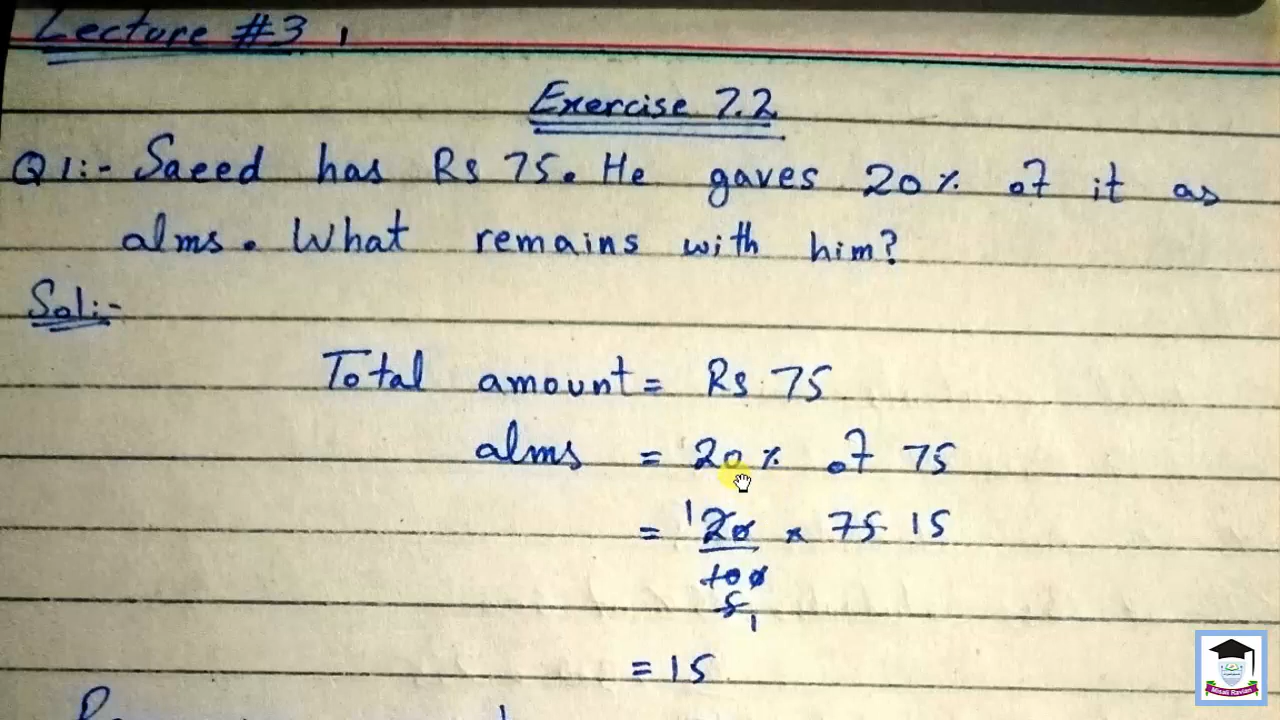 Lecture #3
Exercise 7.2
Q1:- Saeed has Rs 75. He gaves 20% of it as
alms. What remains with him?
Sol:-
Total amount = Rs 75
alms = 20% of 75
= 1 20 × 75 15
100
5 1
= 15
Misali Ravian